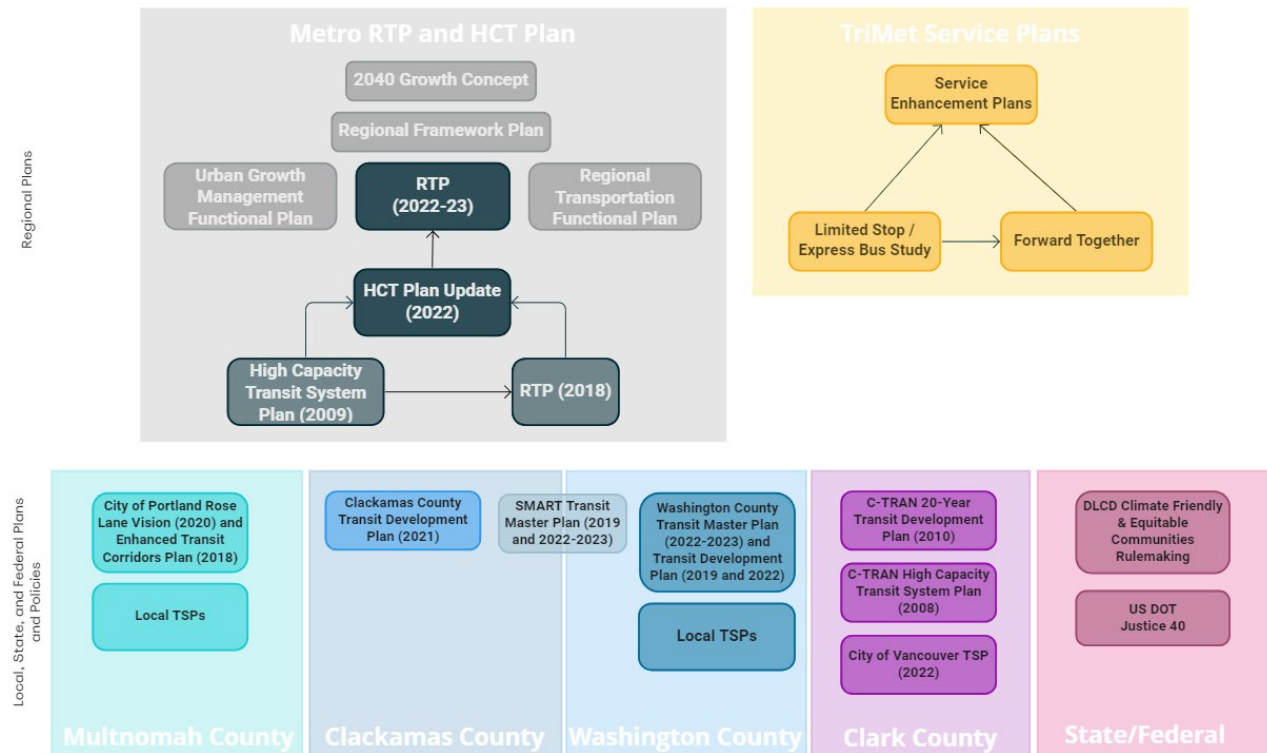 Regional Plans
Metro RTP and HCT Plan
2040 Growth Concept
Regional Framework Plan
Urban Growth
Management
Functional Plan
RTP
(2022-23)
Regional
Transportation
Functional Plan
HCT Plan Update
(2022)
High Capacity
Transit System
Plan (2009)
RTP (2018)
TriMet Service Plans
Service
Enhancement Plans
Limited Stop /
Express Bus Study
Forward Together
Local, State, and Federal Plans
and Policies
City of Portland Rose
Lane Vision (2020) and
Enhanced Transit
Corridors Plan (2018)
Local TSPs
Multnomah County
Clackamas County
Transit Development
Plan (2021)
SMART Transit
Master Plan (2019
and 2022-2023)
Clackamas County
Washington County
Transit Master Plan
(2022-2023) and
Transit Development
Plan (2019 and 2022)
Local TSPs
Washington County
C-TRAN 20-Year
Transit Development
Plan (2010)
C-TRAN High Capacity
Transit System Plan
(2008)
City of Vancouver TSP
(2022)
Clark County
DLCD Climate Friendly
& Equitable
Communities
Rulemaking
US DOT
Justice 40
State/Federal